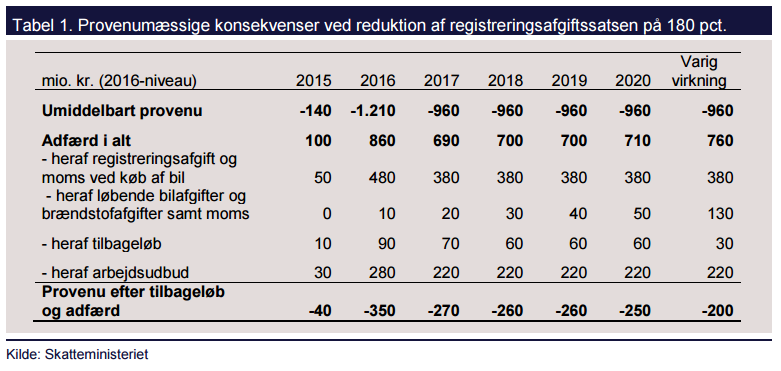 Tabel 1. Provenumæssige konsekvenser ved reduktion af registreringsafgiftssatsen på 180 pct.
Varig
mio. kr. (2016-niveau) 2015 2016 2017 2018 2019 2020 virkning
Umiddelbart provenu -140 -1.210 -960 -960 -960 -960 -960
Adfærd i alt 100 860 690 700 700 710 760
- heraf registreringsafgift og
moms ved køb af bil 50 480 380 380 380 380 380
- heraf løbende bilafgifter og
brændstofafgifter samt moms 0 10 20 30 40 50 130
- heraf tilbageløb 10 90 70 60 60 60 30
- heraf arbejdsudbud 30 280 220 220 220 220 220
Provenu efter tilbageløb
og adfærd -40 -350 -270 -260 -260 -250 -200
Kilde: Skatteministeriet